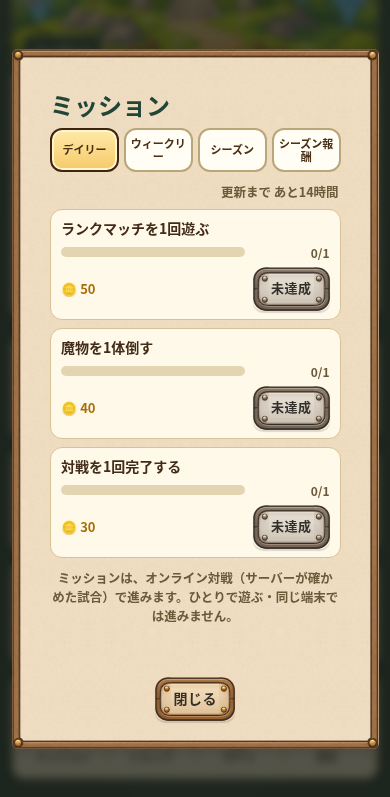 ミッション
デイリー
ウィークリ
ー
シーズン
シーズン報
酬
更新まで あと14時間
ランクマッチを1回遊ぶ
0/1
50
未達成
魔物を1体倒す
0/1
40
未達成
対戦を1回完了する
0/1
30
未達成
ミッションは、オンライン対戦（サーバーが確か
めた試合）で進みます。ひとりで遊ぶ・同じ端末で
は進みません。
閉じる